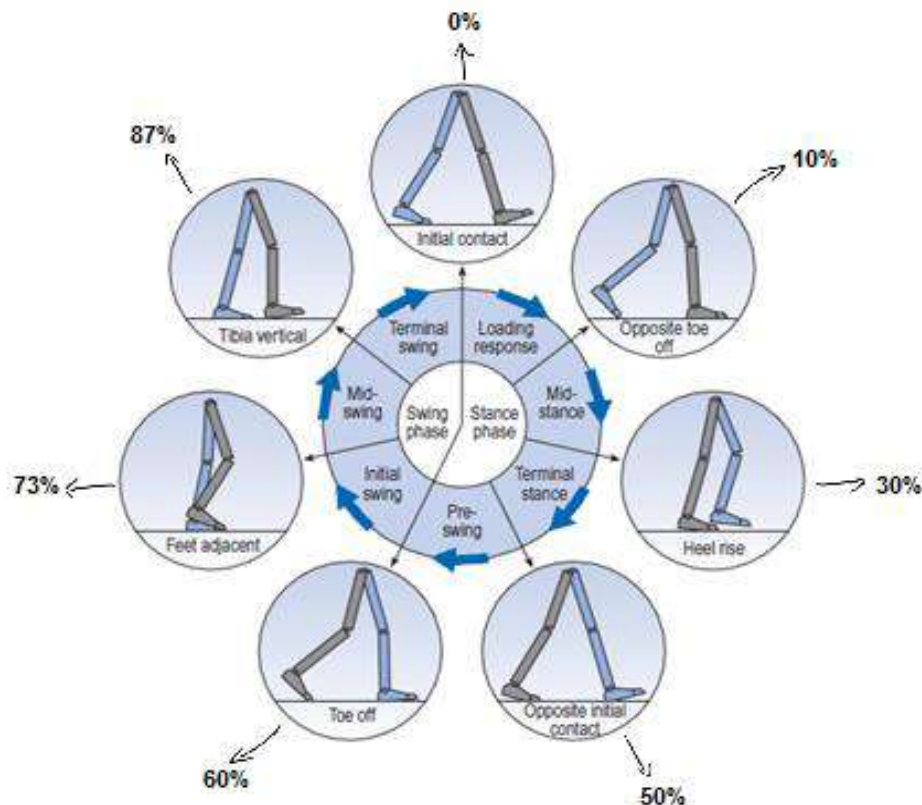 0%
87%
10%
Initial contact
Tibia vertical
Opposite toe
off
Terminal
swing
Loading
response
Mid-
swing
Swing
phase
Stance
phase
Mid-
stance
73%
30%
Initial
swing
Terminal
stance
Pre-
swing
Feet adjacent
Heel rise
Toe off
Opposite initial
contact
60%
50%